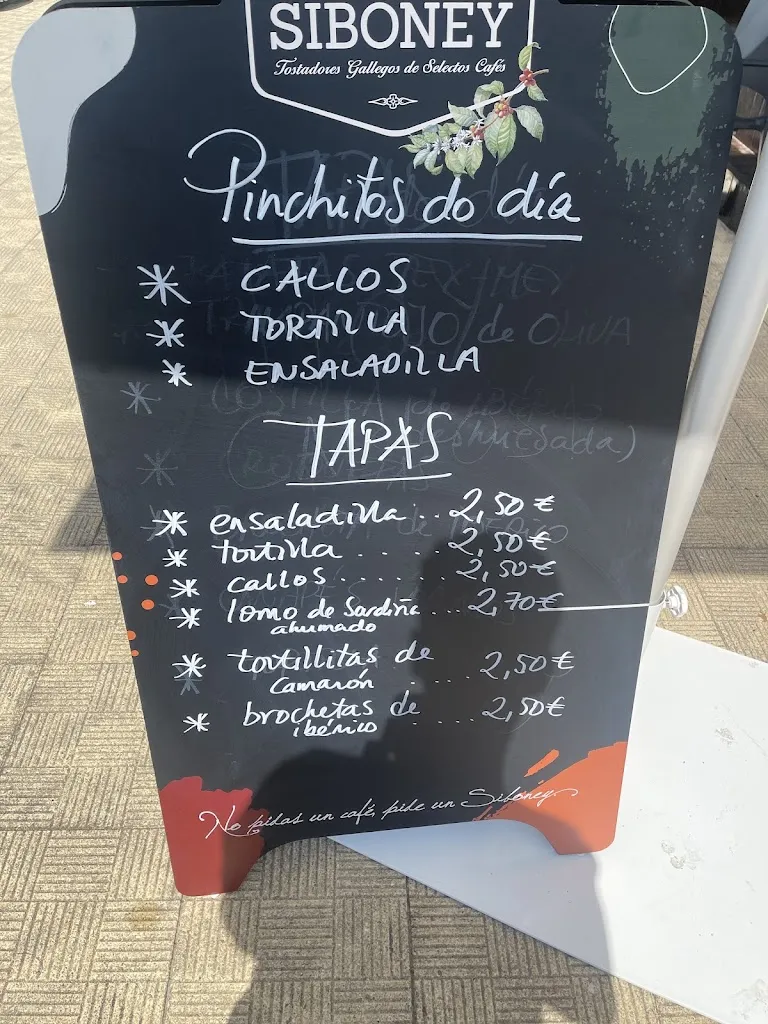 SIBONEY
Tostadores Gallegos de Selectos Cafés
Pinchitos do día
* CALLOS
* TORTILLA
* ENSALADILLA
TAPAS
* ensaladilla .. 2,50€
* tortilla .... 2,50€
* callos ...... 2,50€
* lomo de Sardiña ... 2,70€
ahumado
* tortillitas de
Camarón .... 2,50€
* brochetas de .... 2,50€
ibérico
No pidas un café, pide un Siboney